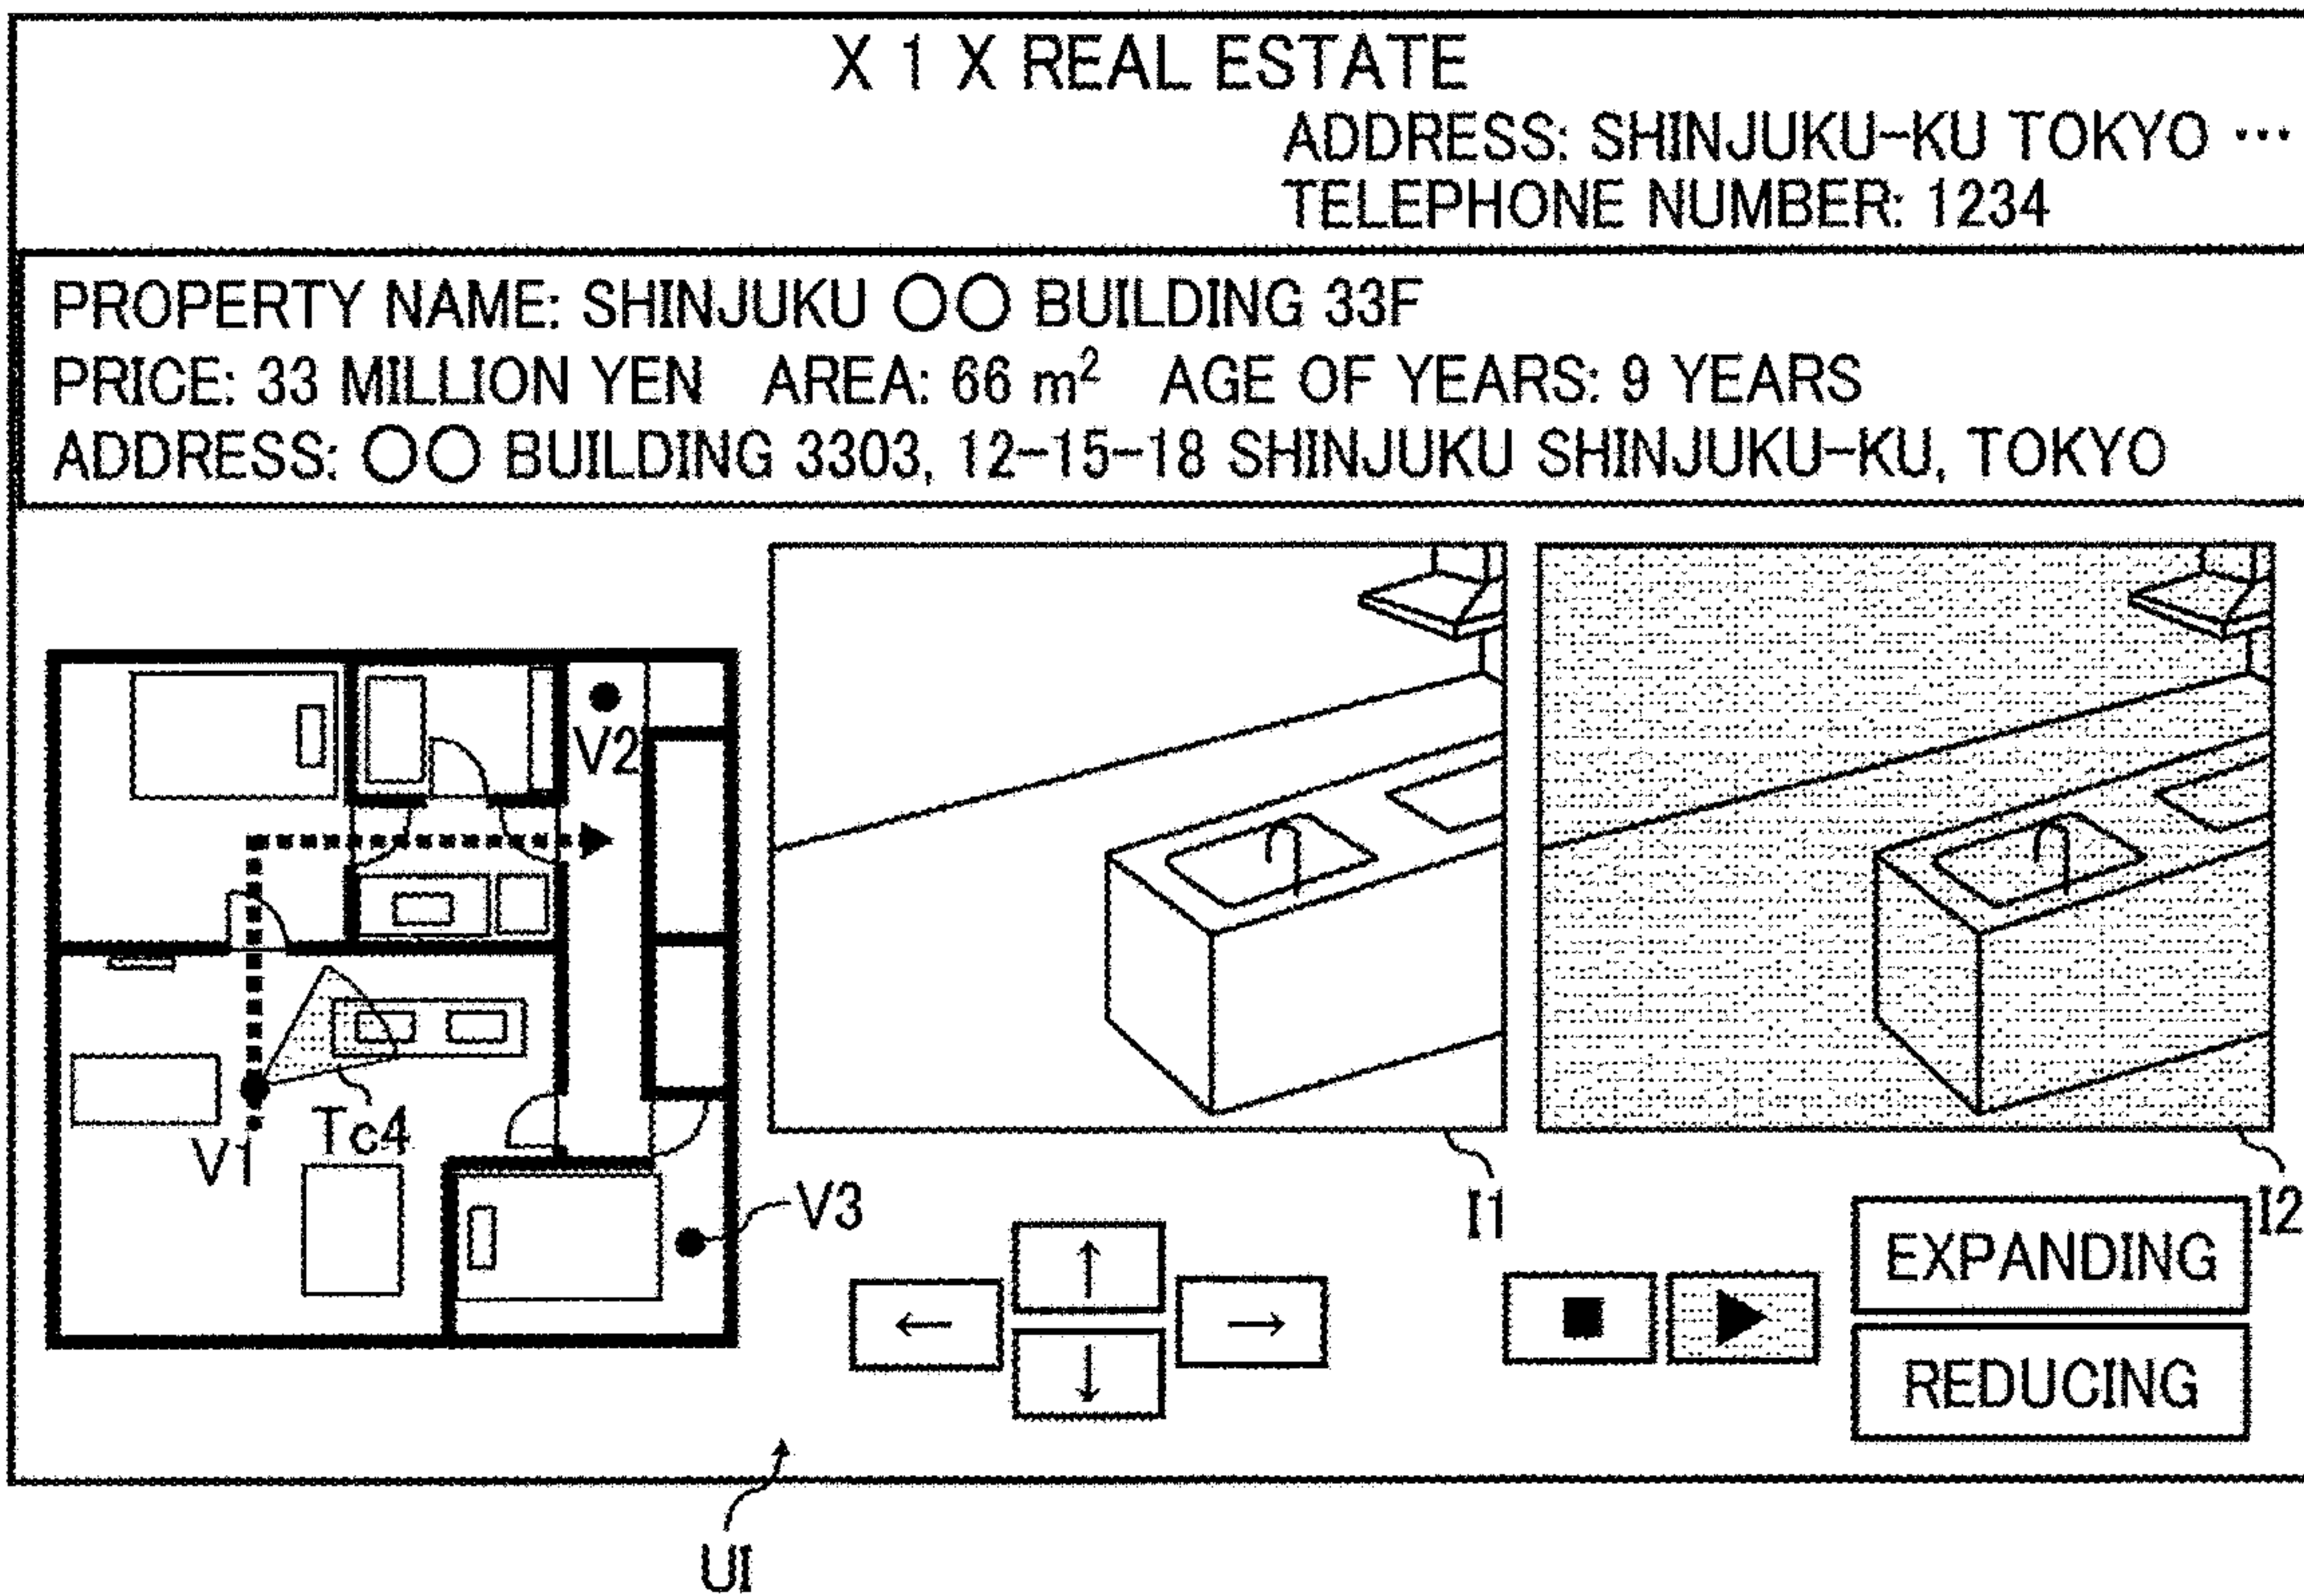 X 1 X REAL ESTATE
ADDRESS: SHINJUKU-KU TOKYO ···
TELEPHONE NUMBER: 1234
PROPERTY NAME: SHINJUKU ○○ BUILDING 33F
PRICE: 33 MILLION YEN AREA: 66 m² AGE OF YEARS: 9 YEARS
ADDRESS: ○○ BUILDING 3303, 12-15-18 SHINJUKU SHINJUKU-KU, TOKYO
V2
Tc4
V1
V3
I1
I2
← ↑ ↓ →
■ ▶
EXPANDING
REDUCING
UI